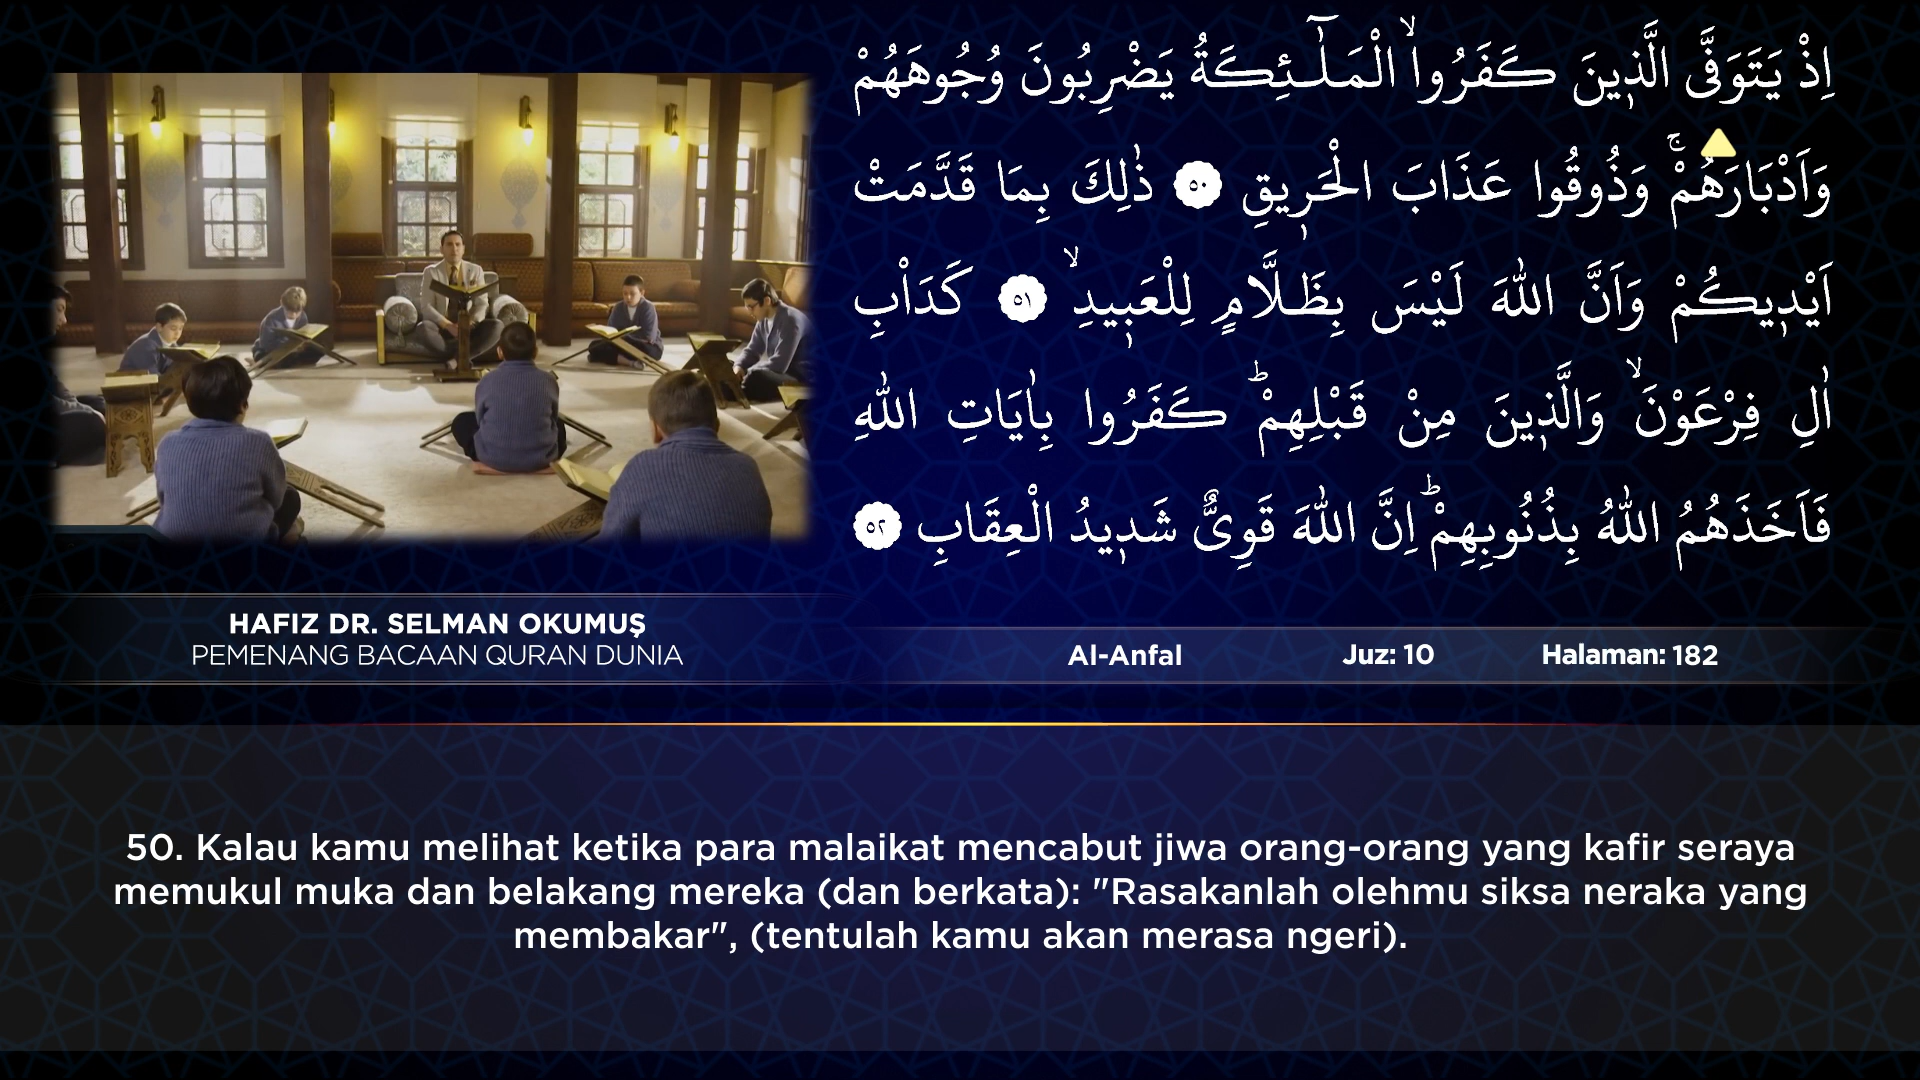 اِذْ يَتَوَفَّى الَّذ۪ينَ كَفَرُواۙ الْمَلٰٓئِكَةُ يَضْرِبُونَ وُجُوهَهُمْ
وَاَدْبَارَهُمْۚ وَذُوقُوا عَذَابَ الْحَر۪يقِ ٥٠ ذٰلِكَ بِمَا قَدَّمَتْ
اَيْد۪يكُمْ وَاَنَّ اللّٰهَ لَيْسَ بِظَلَّامٍ لِلْعَب۪يدِۙ ٥١ كَدَاْبِ
اٰلِ فِرْعَوْنَۙ وَالَّذ۪ينَ مِنْ قَبْلِهِمْۜ كَفَرُوا بِاٰيَاتِ اللّٰهِ
فَاَخَذَهُمُ اللّٰهُ بِذُنُوبِهِمْۜ اِنَّ اللّٰهَ قَوِىٌّ شَد۪يدُ الْعِقَابِ ٥٢
HAFIZ DR. SELMAN OKUMUŞ
PEMENANG BACAAN QURAN DUNIA
Al-Anfal Juz: 10 Halaman: 182
50. Kalau kamu melihat ketika para malaikat mencabut jiwa orang-orang yang kafir seraya
memukul muka dan belakang mereka (dan berkata): "Rasakanlah olehmu siksa neraka yang
membakar", (tentulah kamu akan merasa ngeri).